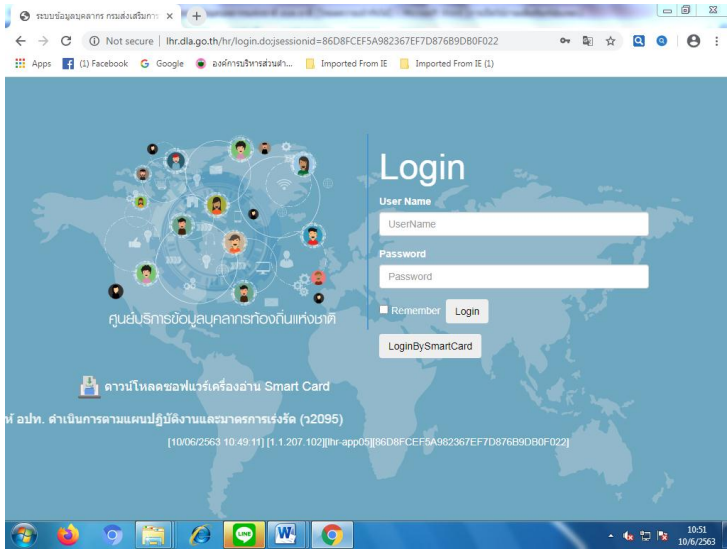 ระบบข้อมูลบุคลากร กรมส่งเสริมการ
Not secure | lhr.dla.go.th/hr/login.do;jsessionid=86D8FCEF5A982367EF7D876B9DB0F022
Apps (1) Facebook Google องค์การบริหารส่วนตำ... Imported From IE Imported From IE (1)
Login
User Name
UserName
Password
Password
Remember Login
LoginBySmartCard
ศูนย์บริการข้อมูลบุคลากรท้องถิ่นแห่งชาติ
ดาวน์โหลดซอฟแวร์เครื่องอ่าน Smart Card
ห์ อปท. ดำเนินการตามแผนปฏิบัติงานและมาตรการเร่งรัด (ว2095)
[10/06/2563 10:49:11] [1.1.207.102][lhr-app05][86D8FCEF5A982367EF7D876B9DB0F022]
LINE
W
10:51
10/6/2563